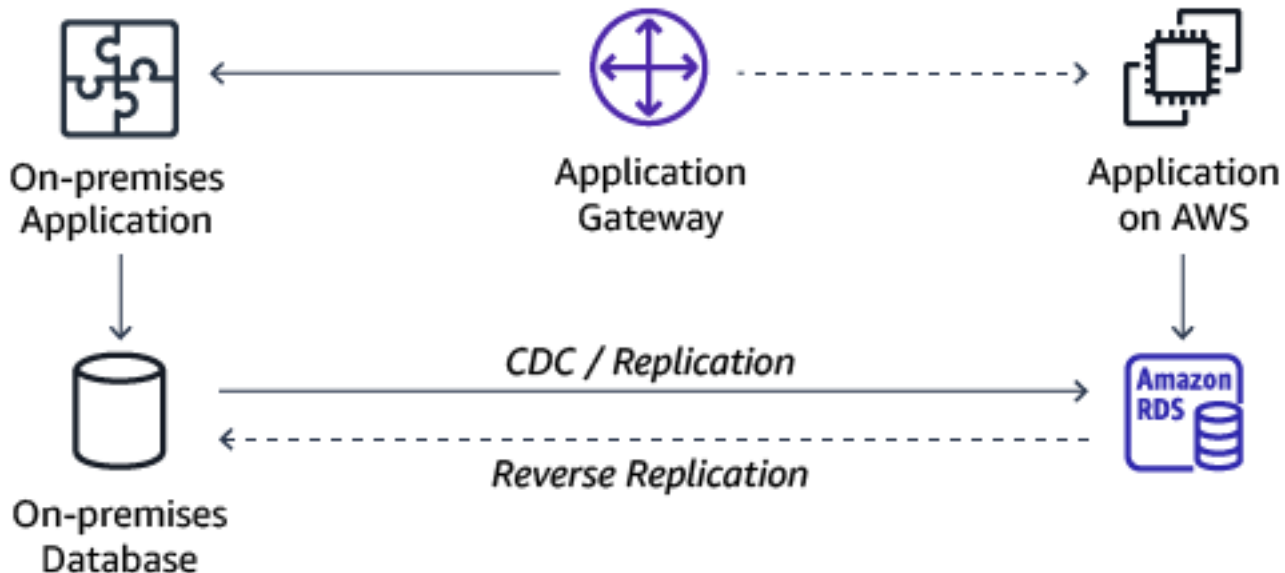 On-premises
Application
Application
Gateway
Application
on AWS
CDC / Replication
Reverse Replication
Amazon
RDS
On-premises
Database